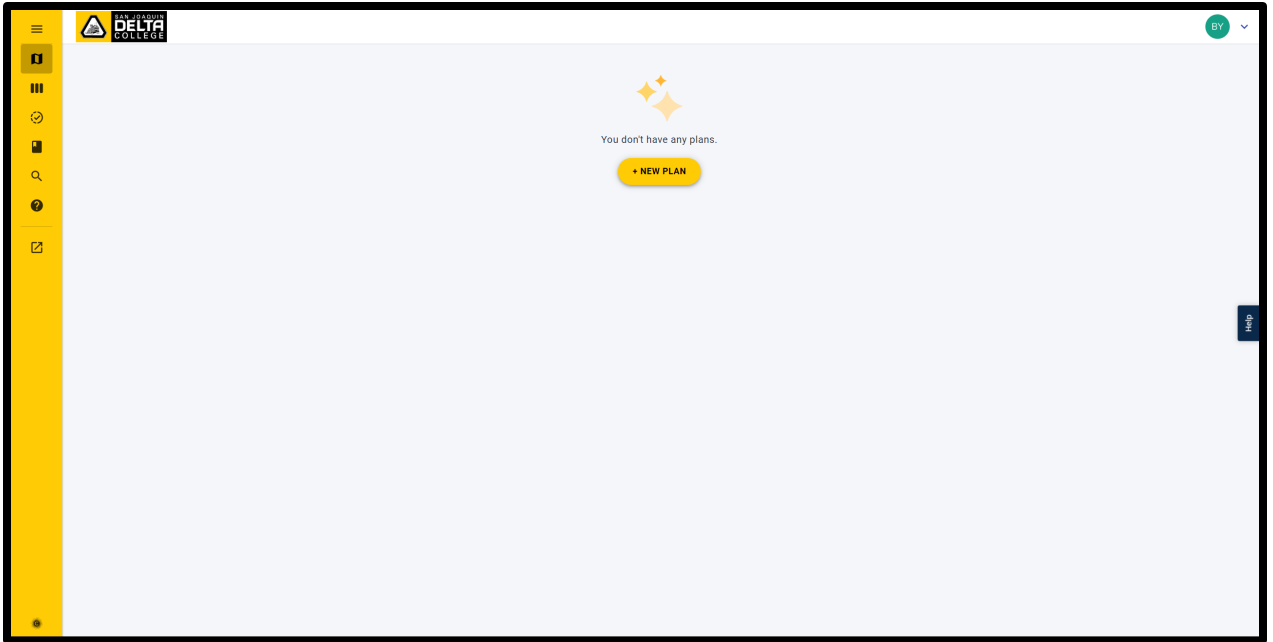 SAN JOAQUIN
DELTA
COLLEGE
BY
You don't have any plans.
+ NEW PLAN
Help